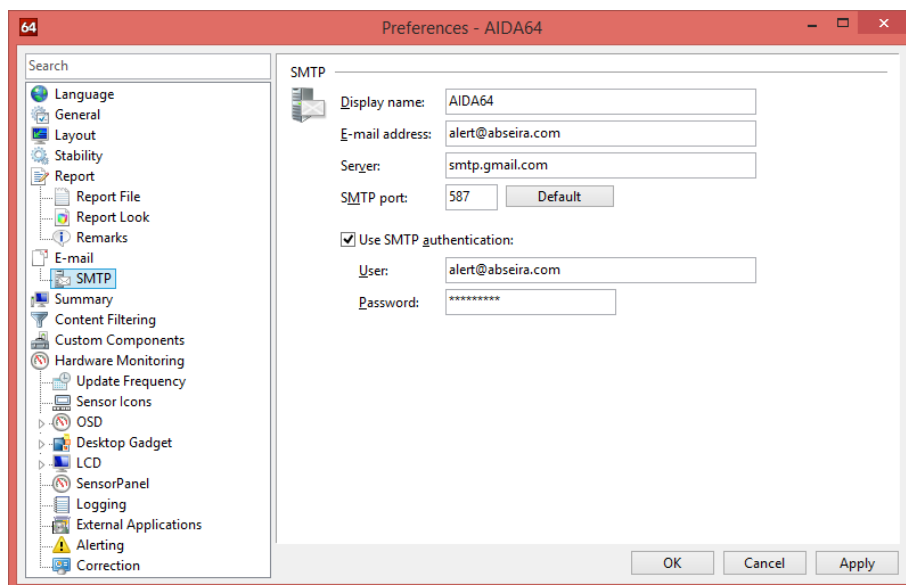 64
Preferences - AIDA64
Search
Language
General
Layout
Stability
Report
Report File
Report Look
Remarks
E-mail
SMTP
Summary
Content Filtering
Custom Components
Hardware Monitoring
Update Frequency
Sensor Icons
OSD
Desktop Gadget
LCD
SensorPanel
Logging
External Applications
Alerting
Correction
SMTP
Display name: AIDA64
E-mail address: alert@abseira.com
Server: smtp.gmail.com
SMTP port: 587 Default
Use SMTP authentication:
User: alert@abseira.com
Password: *********
OK Cancel Apply